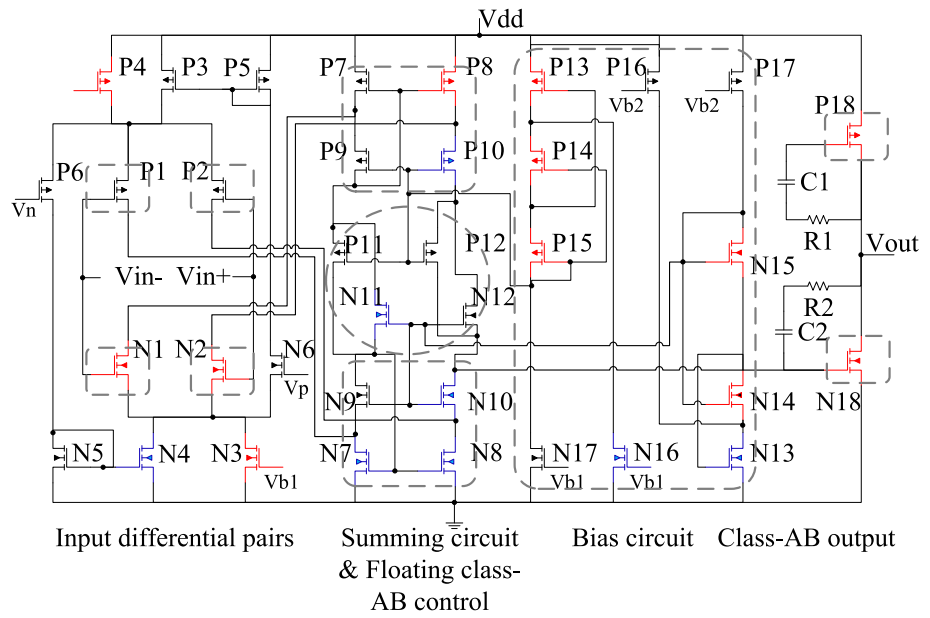 Vdd
P4 P3 P5 P7 P8 P13 P16 P17
Vb2 Vb2 P18
P9 P10 P14
P6 P1 P2 C1
Vn
R1
P11 P12 P15 Vout
Vin- Vin+ N15
N11 N12 R2
C2
N1 N2 N6
Vp
N9 N10 N14 N18
N5 N4 N3 N7 N8 N17 N16 N13
Vb1 Vb1 Vb1
Input differential pairs Summing circuit Bias circuit Class-AB output
& Floating class-
AB control